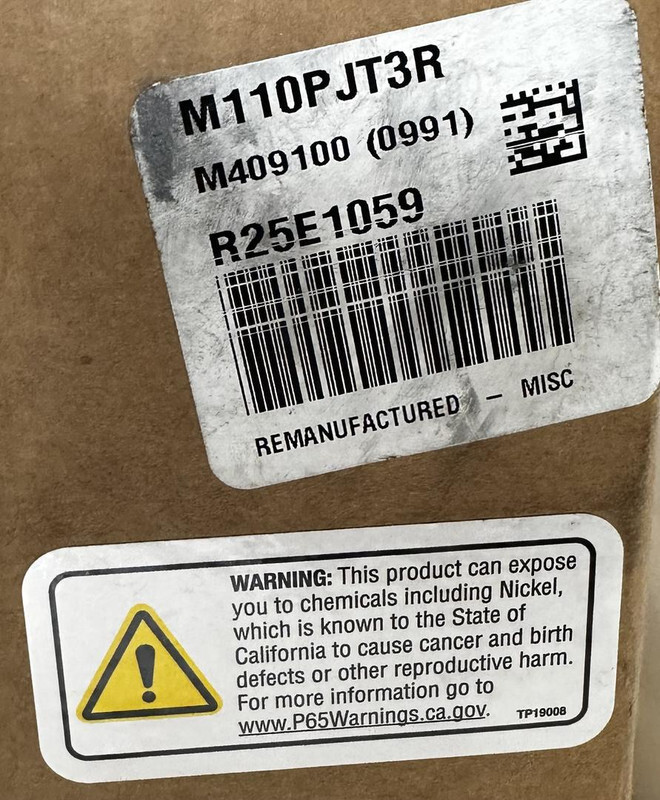 M110PJT3R
M409100 (0991)
R25E1059
REMANUFACTURED - MISC
WARNING: This product can expose
you to chemicals including Nickel,
which is known to the State of
California to cause cancer and birth
defects or other reproductive harm.
For more information go to
www.P65Warnings.ca.gov. TP19008